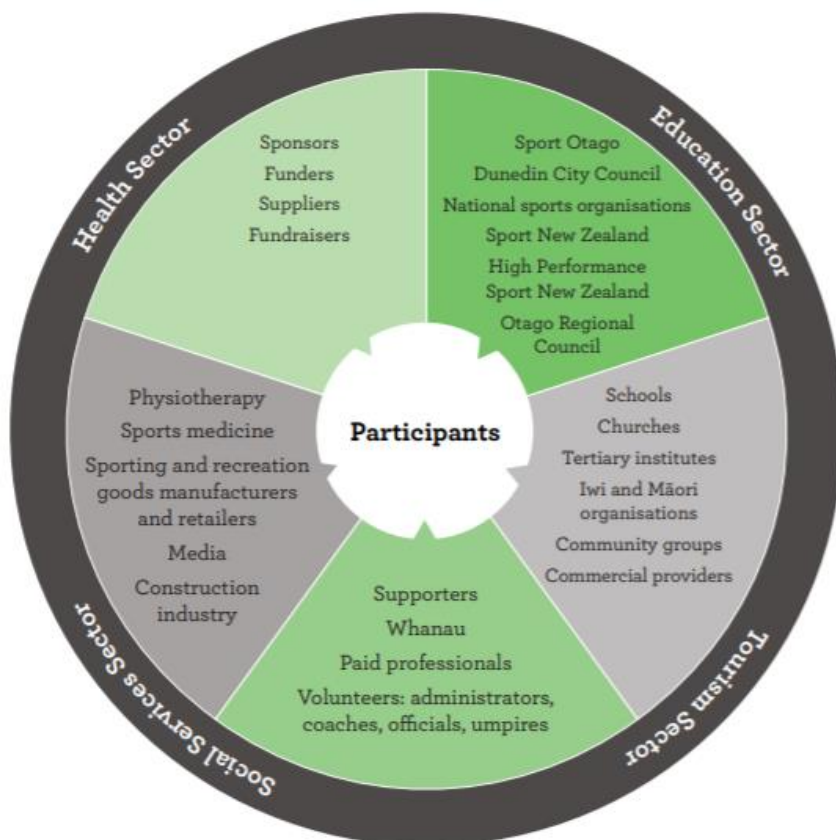 Health Sector
Sponsors
Funders
Suppliers
Fundraisers
Education Sector
Sport Otago
Dunedin City Council
National sports organisations
Sport New Zealand
High Performance
Sport New Zealand
Otago Regional
Council
Participants
Schools
Churches
Tertiary institutes
Iwi and Māori
organisations
Community groups
Commercial providers
Tourism Sector
Supporters
Whanau
Paid professionals
Volunteers: administrators,
coaches, officials, umpires
Physiotherapy
Sports medicine
Sporting and recreation
goods manufacturers
and retailers
Media
Construction
industry
Social Services Sector